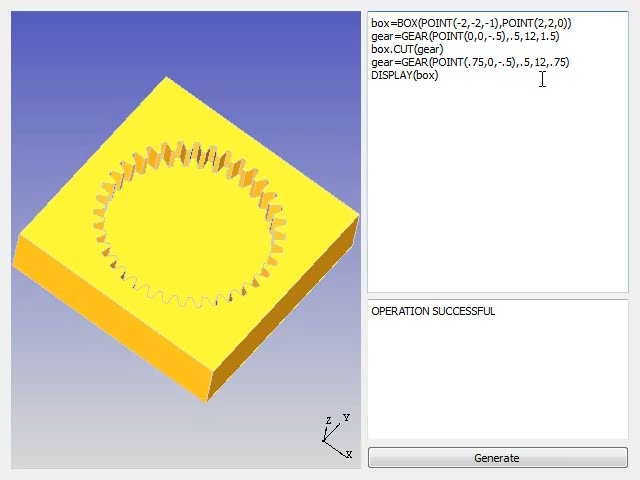 box=BOX(POINT(-2,-2,-1),POINT(2,2,0))
gear=GEAR(POINT(0,0,-.5),.5,12,1.5)
box.CUT(gear)
gear=GEAR(POINT(.75,0,-.5),.5,12,.75)
DISPLAY(box)
OPERATION SUCCESSFUL
Z
Y
X
Generate